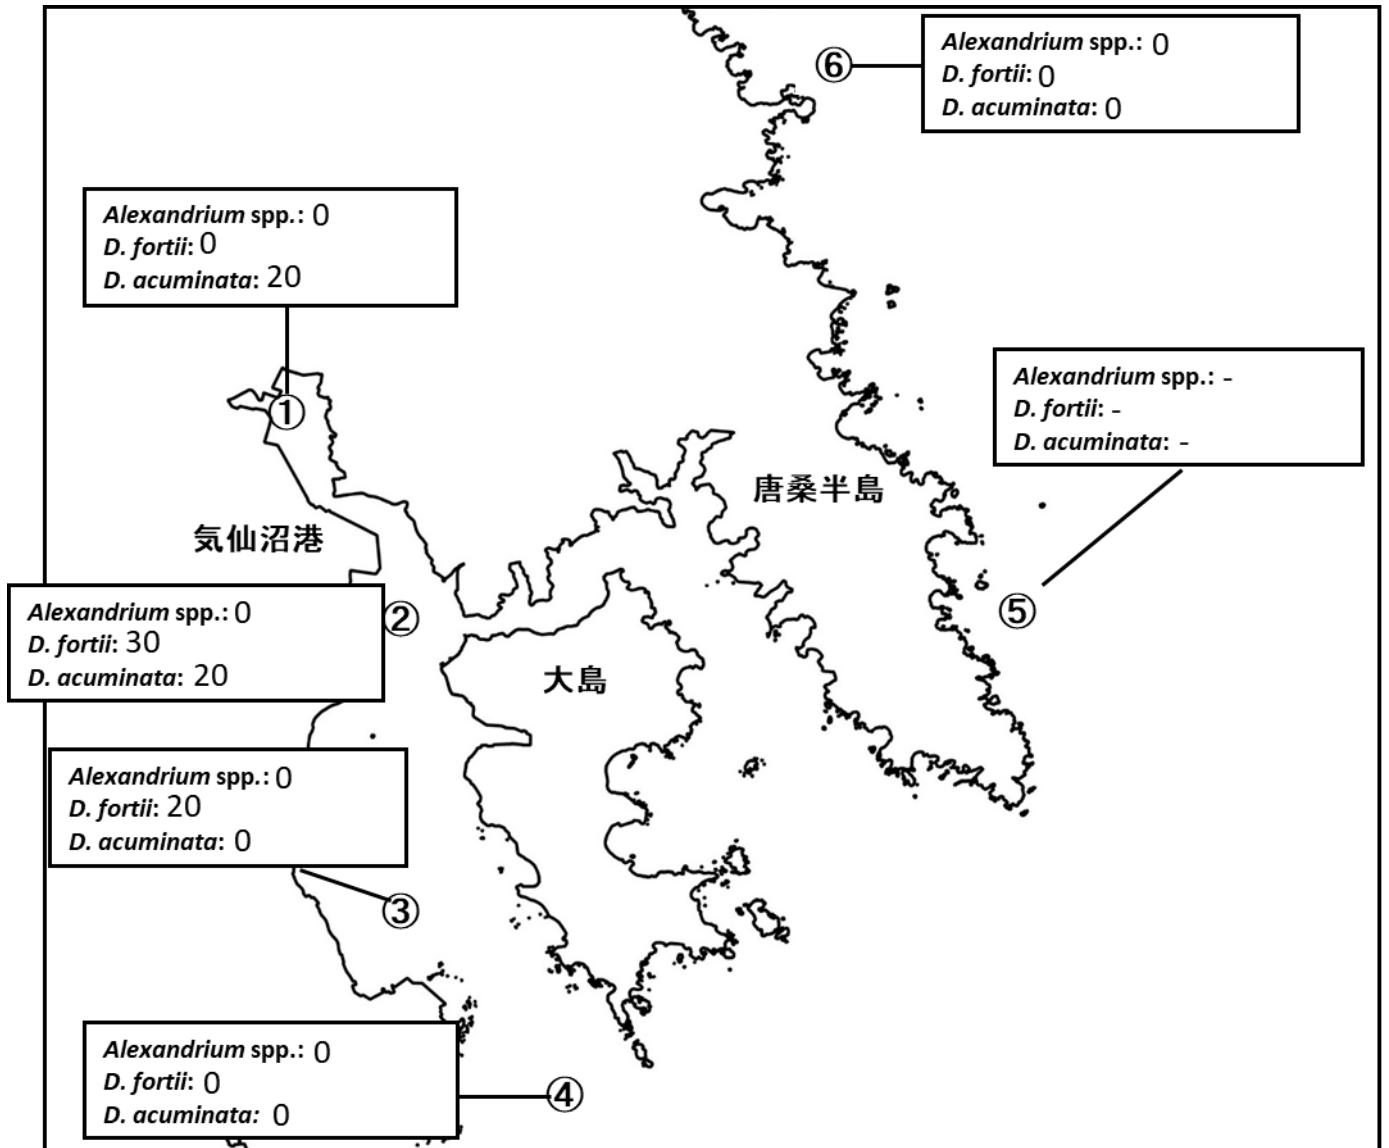 ⑥
Alexandrium spp.: 0
D. fortii: 0
D. acuminata: 0
Alexandrium spp.: 0
D. fortii: 0
D. acuminata: 20
①
Alexandrium spp.: -
D. fortii: -
D. acuminata: -
唐桑半島
気仙沼港
⑤
Alexandrium spp.: 0
D. fortii: 30
D. acuminata: 20
②
大島
Alexandrium spp.: 0
D. fortii: 20
D. acuminata: 0
③
Alexandrium spp.: 0
D. fortii: 0
D. acuminata: 0
④